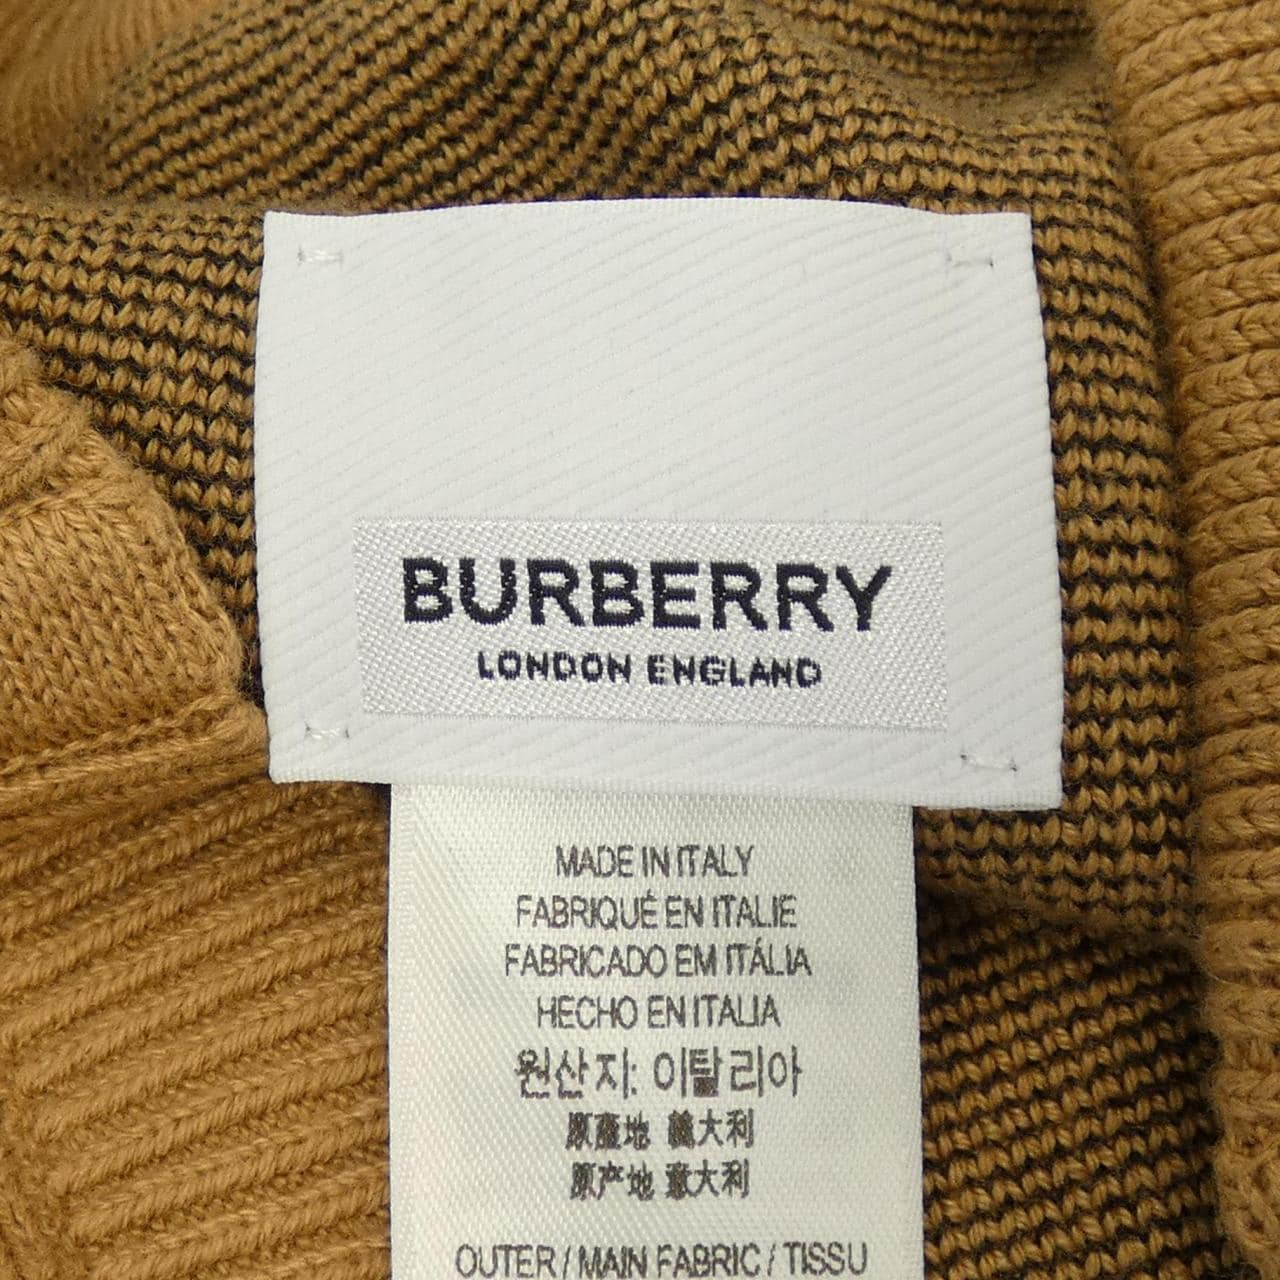 BURBERRY
LONDON ENGLAND
MADE IN ITALY
FABRIQUÉ EN ITALIE
FABRICADO EM ITÁLIA
HECHO EN ITALIA
원산지: 이탈리아
原產地 義大利
原产地 意大利
OUTER / MAIN FABRIC / TISSU